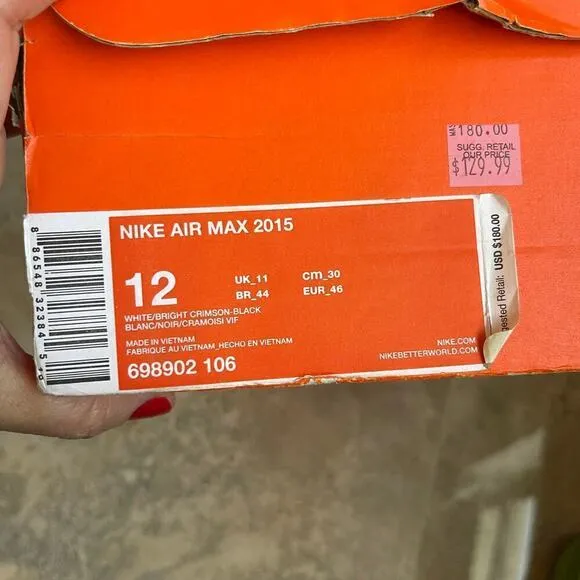 $180.00
SUGG. RETAIL
OUR PRICE
$129.99
NIKE AIR MAX 2015
12
UK_11
cm_30
BR_44
EUR_46
WHITE/BRIGHT CRIMSON-BLACK
BLANC/NOIR/CRAMOISI VIF
MADE IN VIETNAM
FABRIQUE AU VIETNAM_HECHO EN VIETNAM
698902 106
NIKE.COM
NIKEBETTERWORLD.COM
gested Retail: USD $180.00
8 86548 32384 5